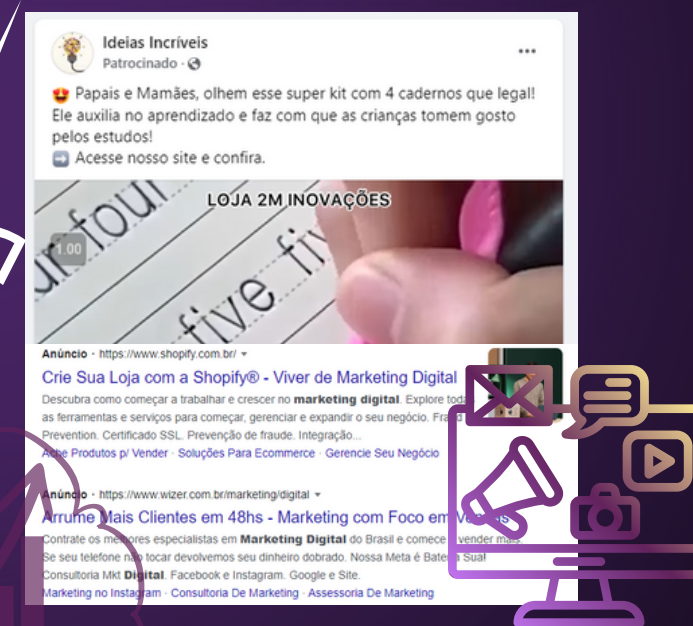 Ideias Incríveis
Patrocinado ·
Papais e Mamães, olhem esse super kit com 4 cadernos que legal!
Ele auxilia no aprendizado e faz com que as crianças tomem gosto
pelos estudos!
Acesse nosso site e confira.
LOJA 2M INOVAÇÕES
four
1.00
five fiv
Anúncio · https://www.shopify.com.br/
Crie Sua Loja com a Shopify® - Viver de Marketing Digital
Descubra como começar a trabalhar e crescer no marketing digital. Explore todas
as ferramentas e serviços para começar, gerenciar e expandir o seu negócio. Fraud
Prevention. Certificado SSL. Prevenção de fraude. Integração...
Ache Produtos p/ Vender · Soluções Para Ecommerce · Gerencie Seu Negócio
Anúncio · https://www.wizer.com.br/marketing/digital
Arrume Mais Clientes em 48hs - Marketing com Foco em Vendas
Contrate os melhores especialistas em Marketing Digital do Brasil e comece a vender mais.
Se seu telefone não tocar devolvemos seu dinheiro dobrado. Nossa Meta é Bater a Sua!
Consultoria Mkt Digital. Facebook e Instagram. Google e Site.
Marketing no Instagram · Consultoria De Marketing · Assessoria De Marketing